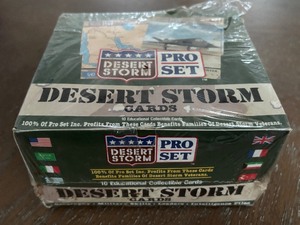 DESERT
STORM
PRO
SET
DESERT STORM
CARDS
10 Educational Collectible Cards
100% Of Pro Set Inc. Profits From These Cards Benefits Families Of Desert Storm Veterans.
DESERT
STORM
PRO
SET
100% Of Pro Set Inc. Profits From These Cards
Benefits Families Of Desert Storm Veterans.
10 Educational Collectible Cards
DESERT STORM
CARDS